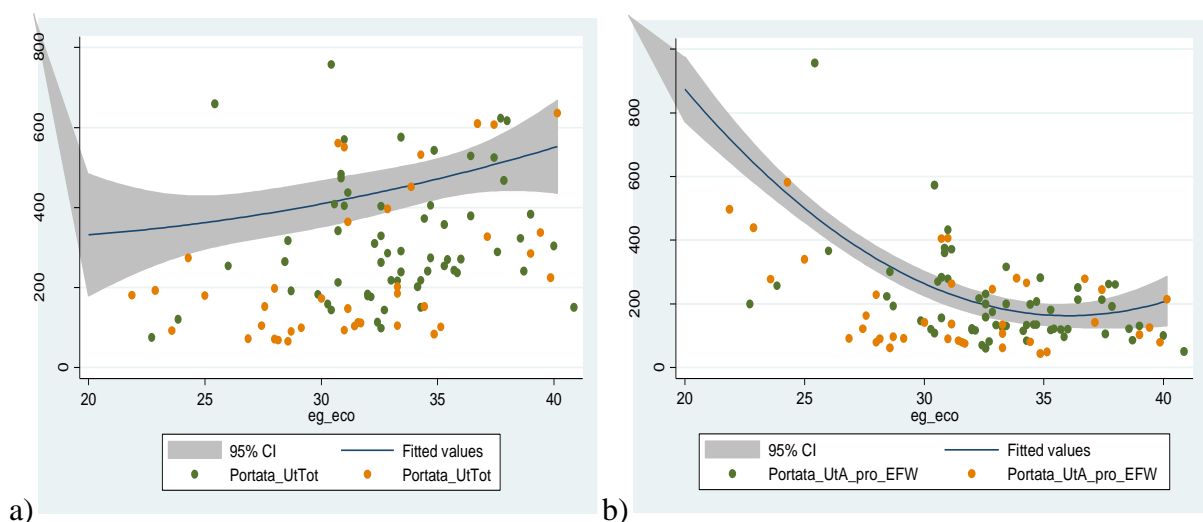 800
600
400
200
0
20 25 30 35 40
eg_eco
95% CI Fitted values
Portata_UtTot Portata_UtTot
a)
800
600
400
200
0
20 25 30 35 40
eg_eco
95% CI Fitted values
Portata_UtA_pro_EFW Portata_UtA_pro_EFW
b)